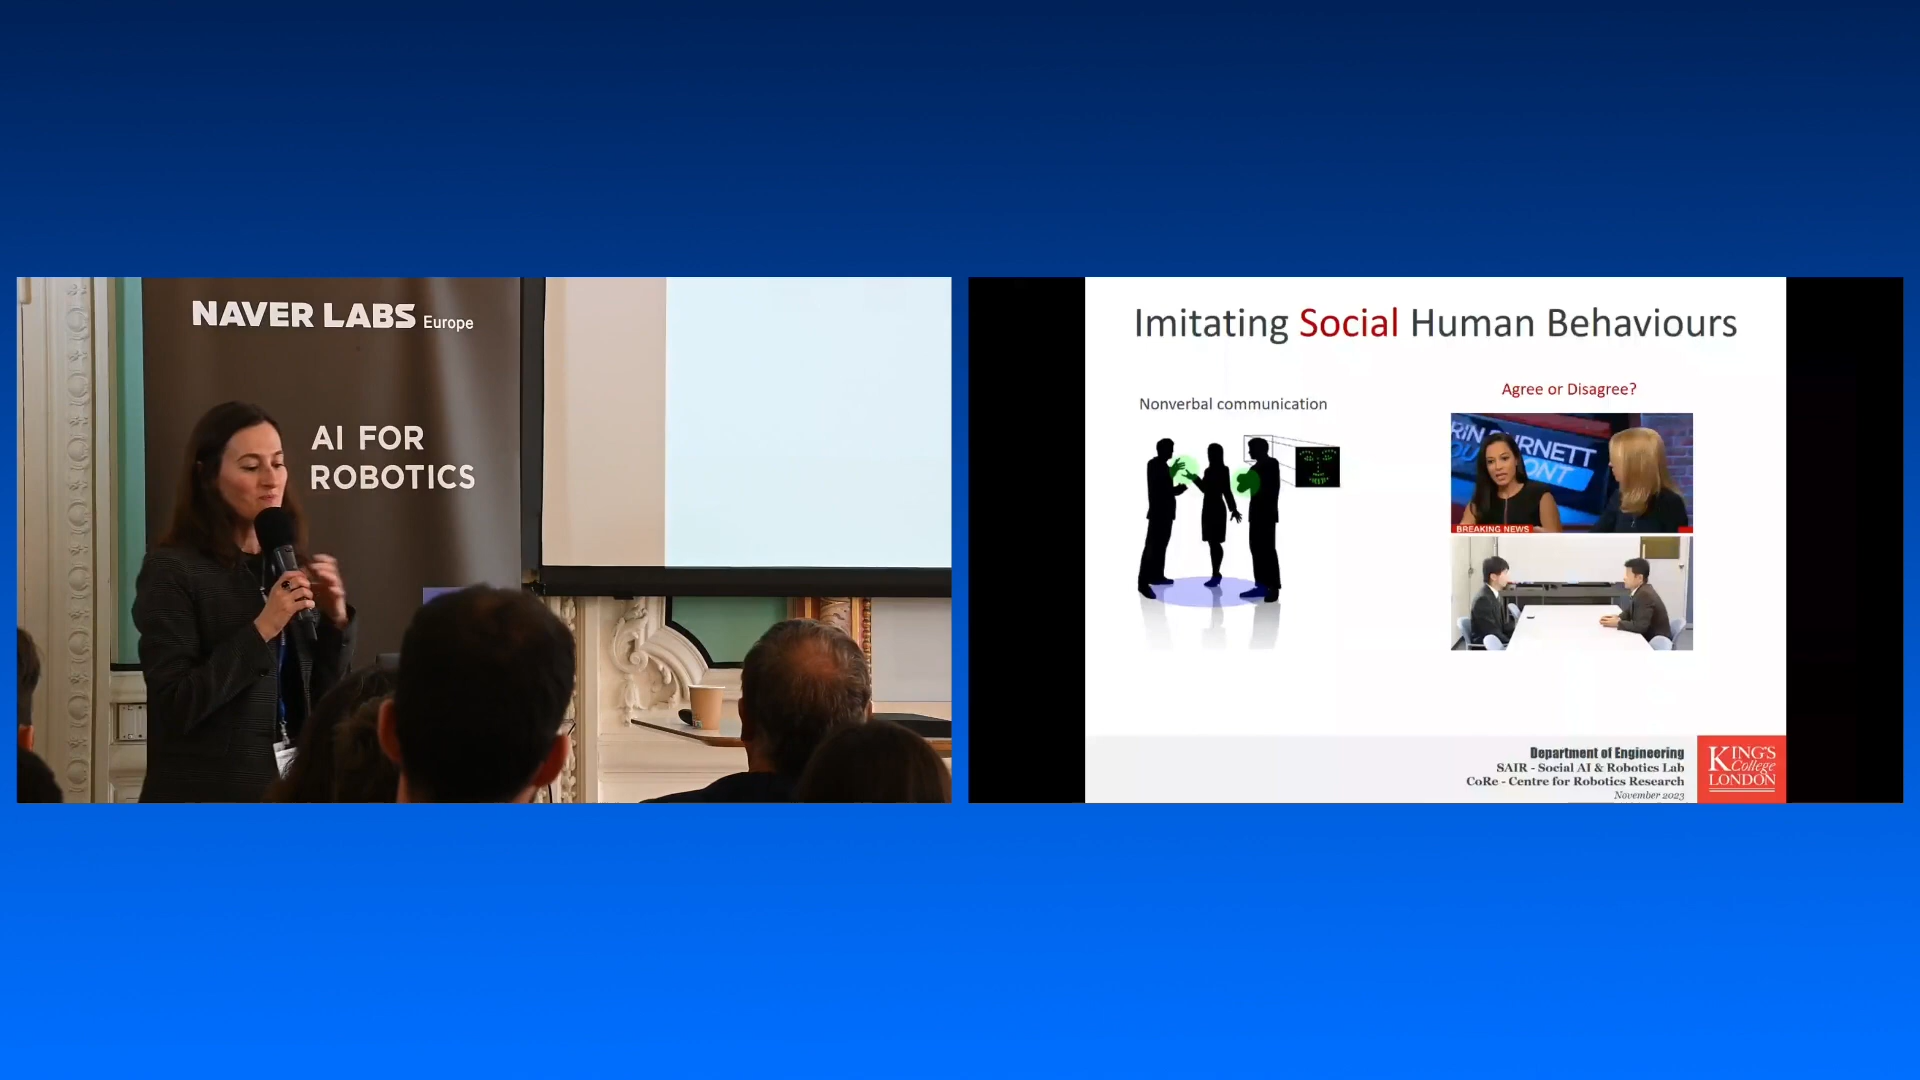 NAVER LABS Europe
AI FOR
ROBOTICS
Imitating Social Human Behaviours
Nonverbal communication
Agree or Disagree?
BREAKING NEWS
Department of Engineering
SAIR - Social AI & Robotics Lab
CoRe - Centre for Robotics Research
November 2023
KING'S
College
LONDON